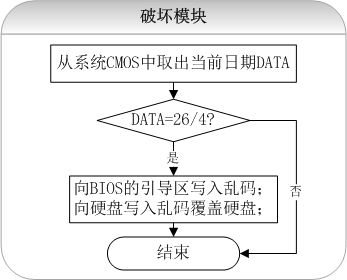 破坏模块
从系统CMOS中取出当前日期DATA
DATA=26/4?
是
否
向BIOS的引导区写入乱码;
向硬盘写入乱码覆盖硬盘;
结束